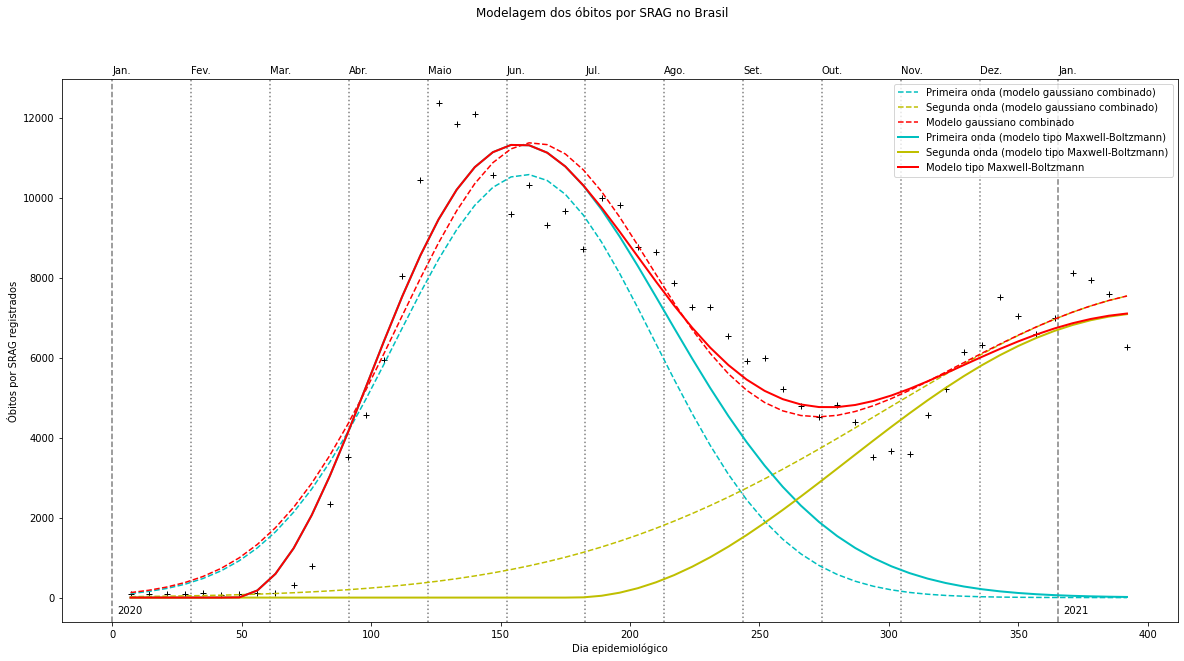 Modelagem dos óbitos por SRAG no Brasil
Jan. Fev. Mar. Abr. Maio Jun. Jul. Ago. Set. Out. Nov. Dez. Jan.
Primeira onda (modelo gaussiano combinado)
Segunda onda (modelo gaussiano combinado)
Modelo gaussiano combinado
Primeira onda (modelo tipo Maxwell-Boltzmann)
Segunda onda (modelo tipo Maxwell-Boltzmann)
Modelo tipo Maxwell-Boltzmann
Óbitos por SRAG registrados
12000
10000
8000
6000
4000
2000
0
2020 2021
0 50 100 150 200 250 300 350 400
Dia epidemiológico